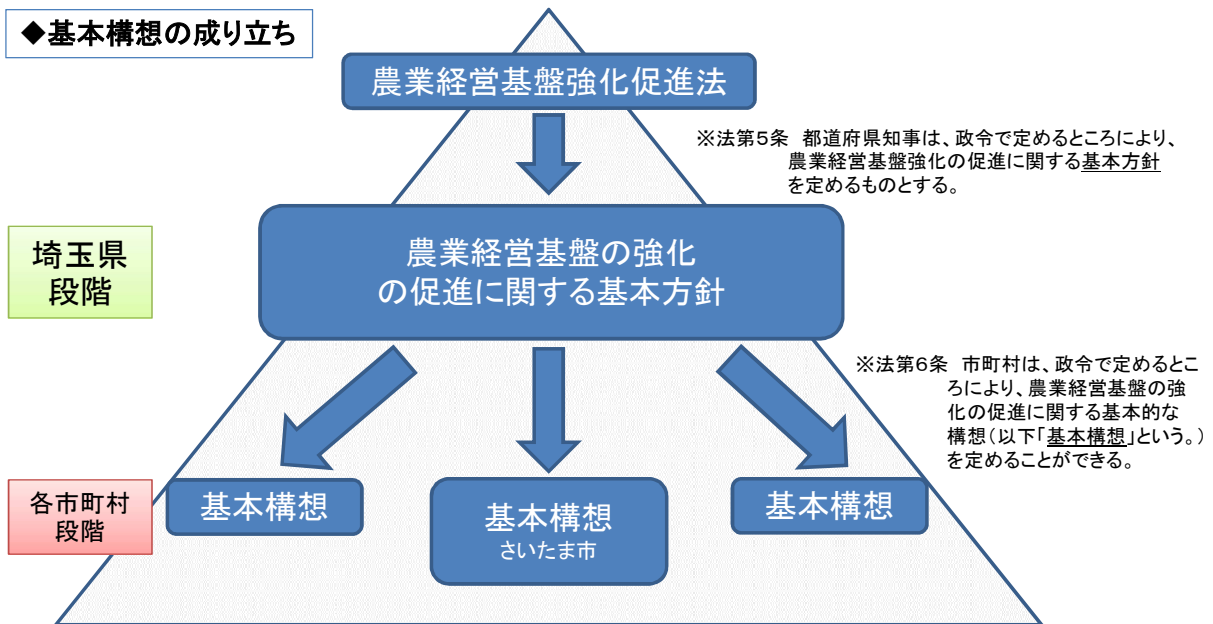 ◆基本構想の成り立ち
農業経営基盤強化促進法
※法第5条 都道府県知事は、政令で定めるところにより、
農業経営基盤強化の促進に関する基本方針
を定めるものとする。
埼玉県
段階
農業経営基盤の強化
の促進に関する基本方針
※法第6条 市町村は、政令で定めるとこ
ろにより、農業経営基盤の強
化の促進に関する基本的な
構想(以下「基本構想」という。)
を定めることができる。
各市町村
段階
基本構想
基本構想
さいたま市
基本構想